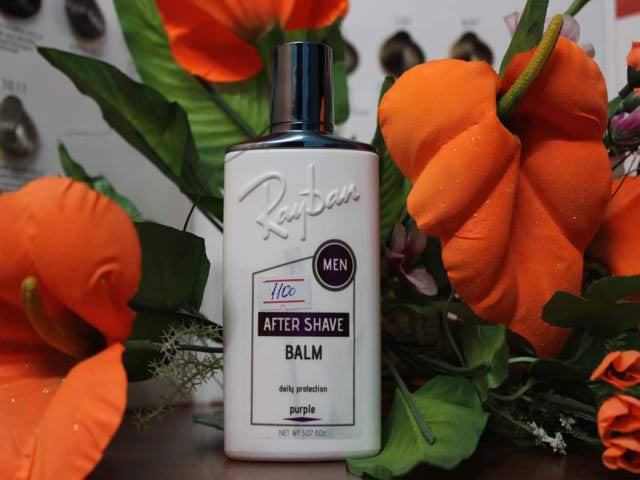 Rayban
MEN
1100
AFTER SHAVE
BALM
daily protection
purple
NET WT 5.07 fl.Oz